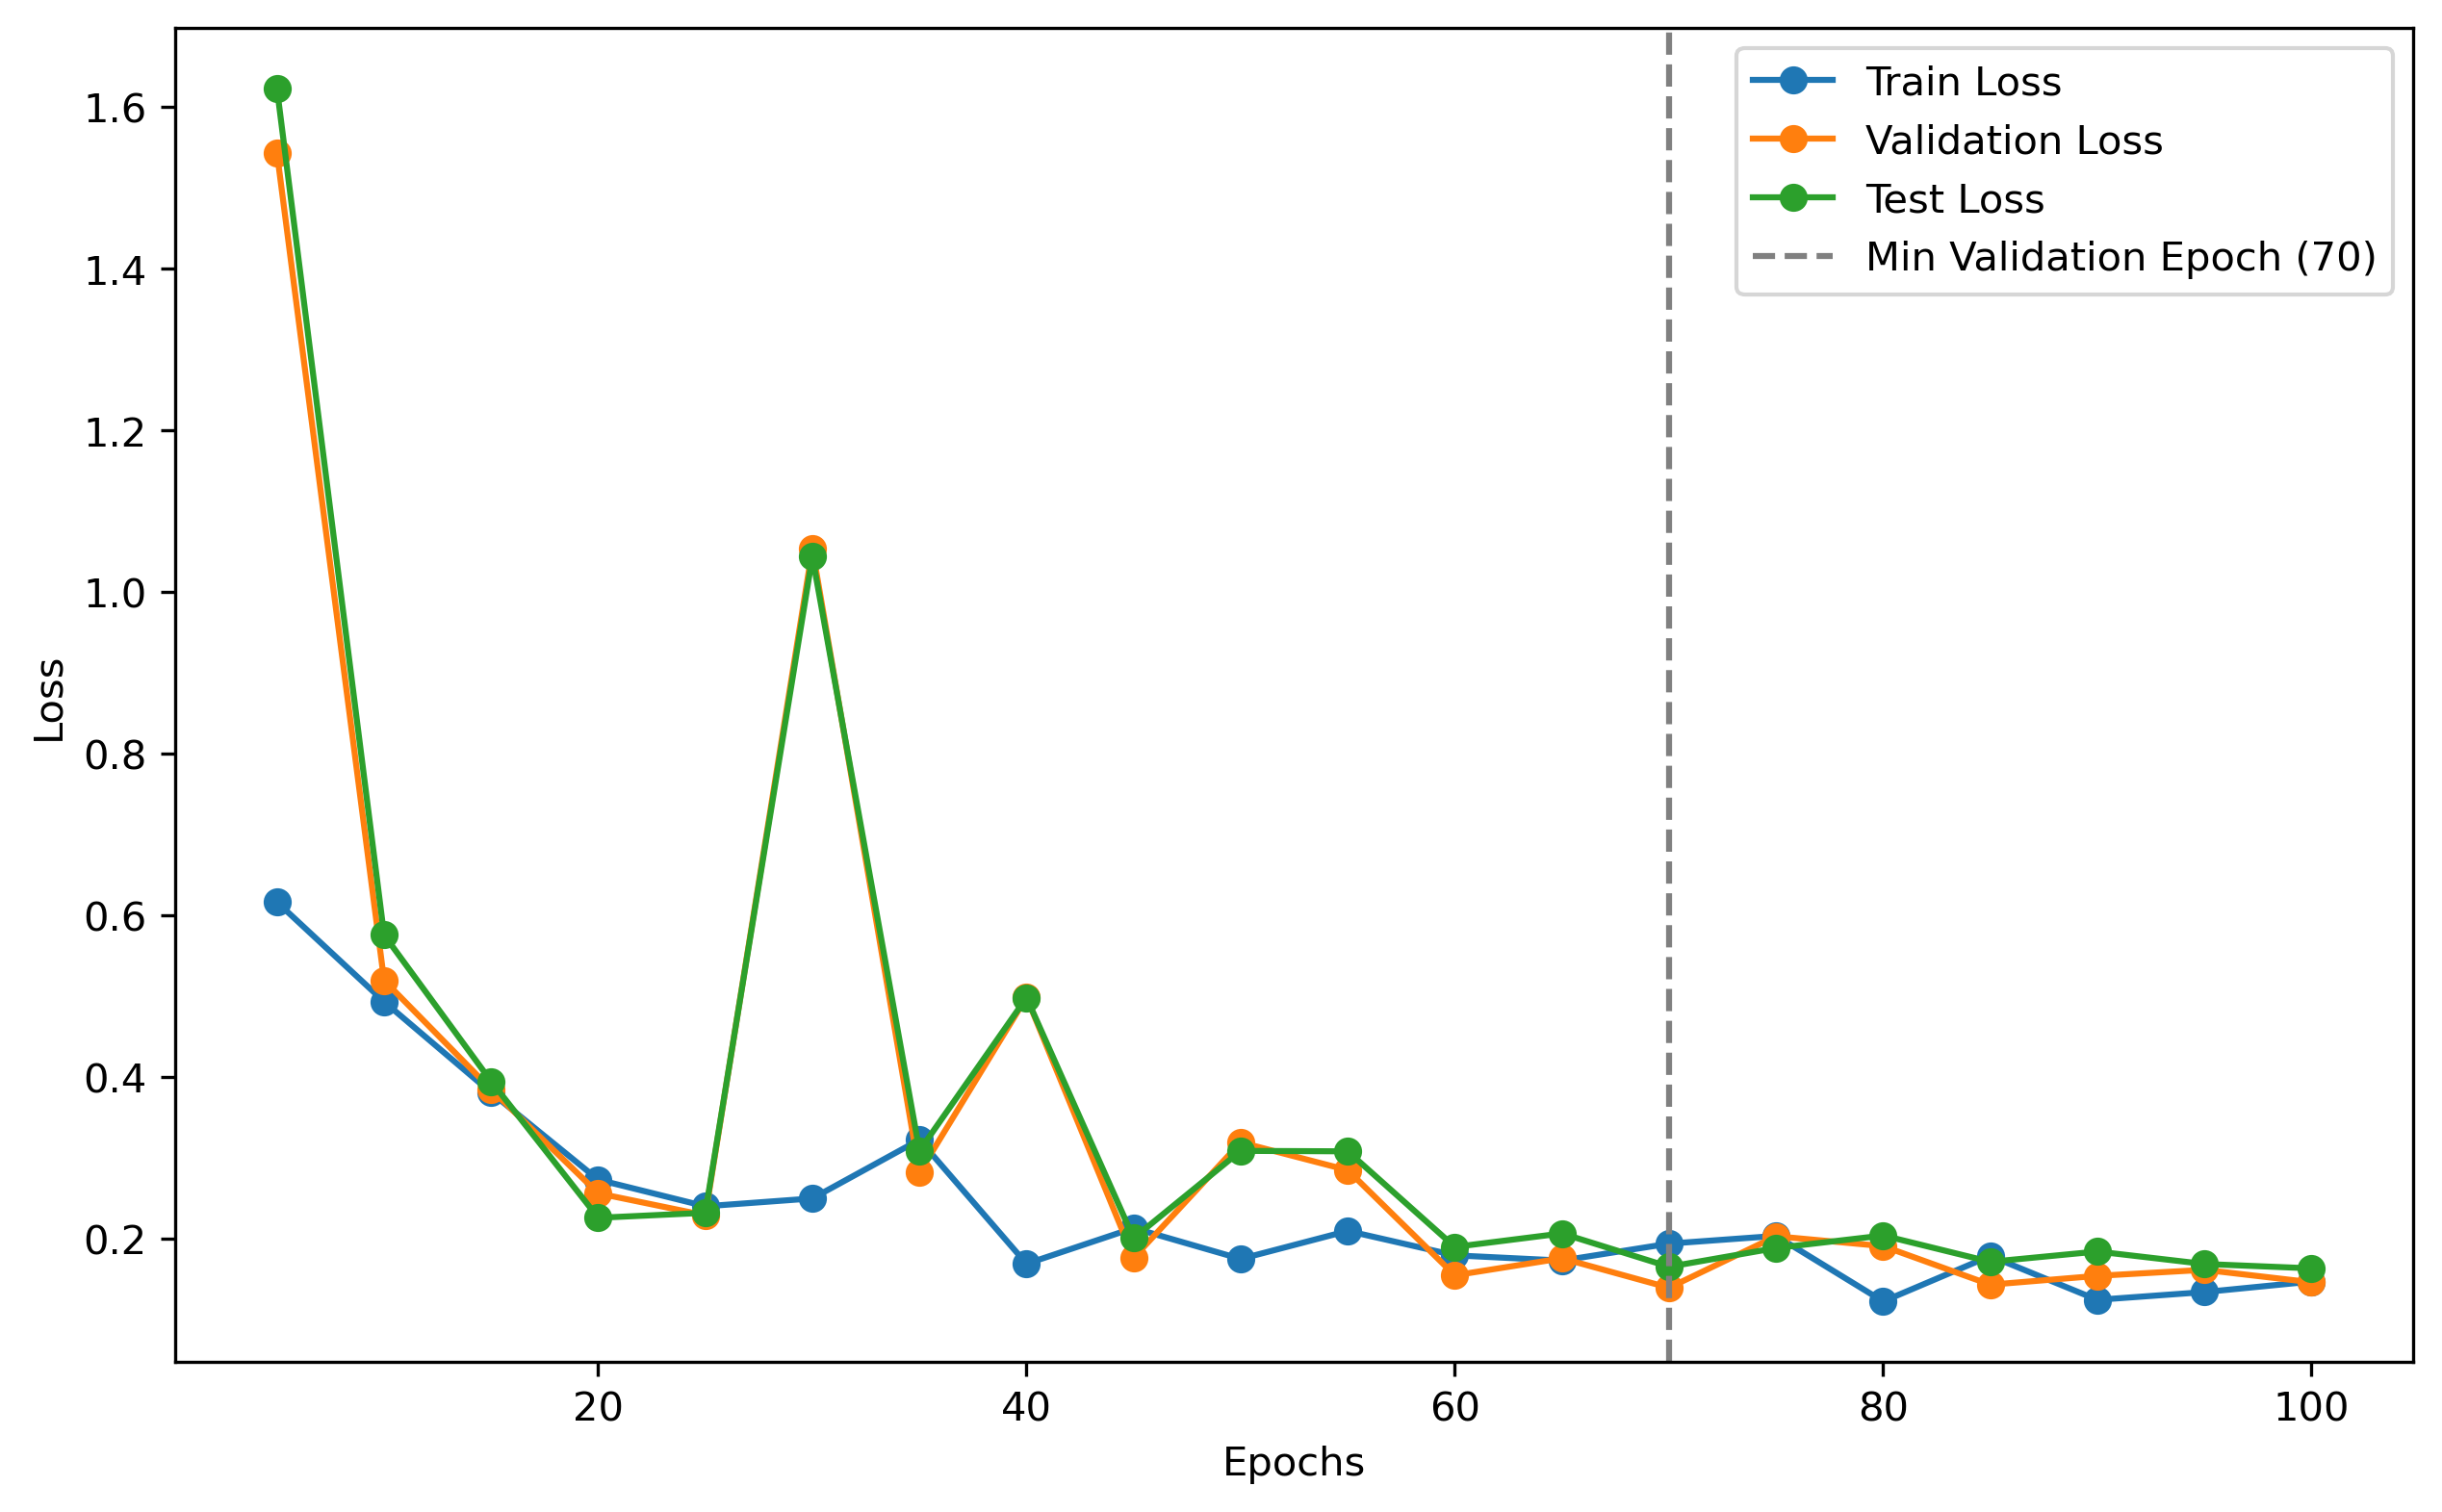 Train Loss
Validation Loss
Test Loss
Min Validation Epoch (70)
1.6
1.4
1.2
1.0
0.8
0.6
0.4
0.2
Loss
20 40 60 80 100
Epochs